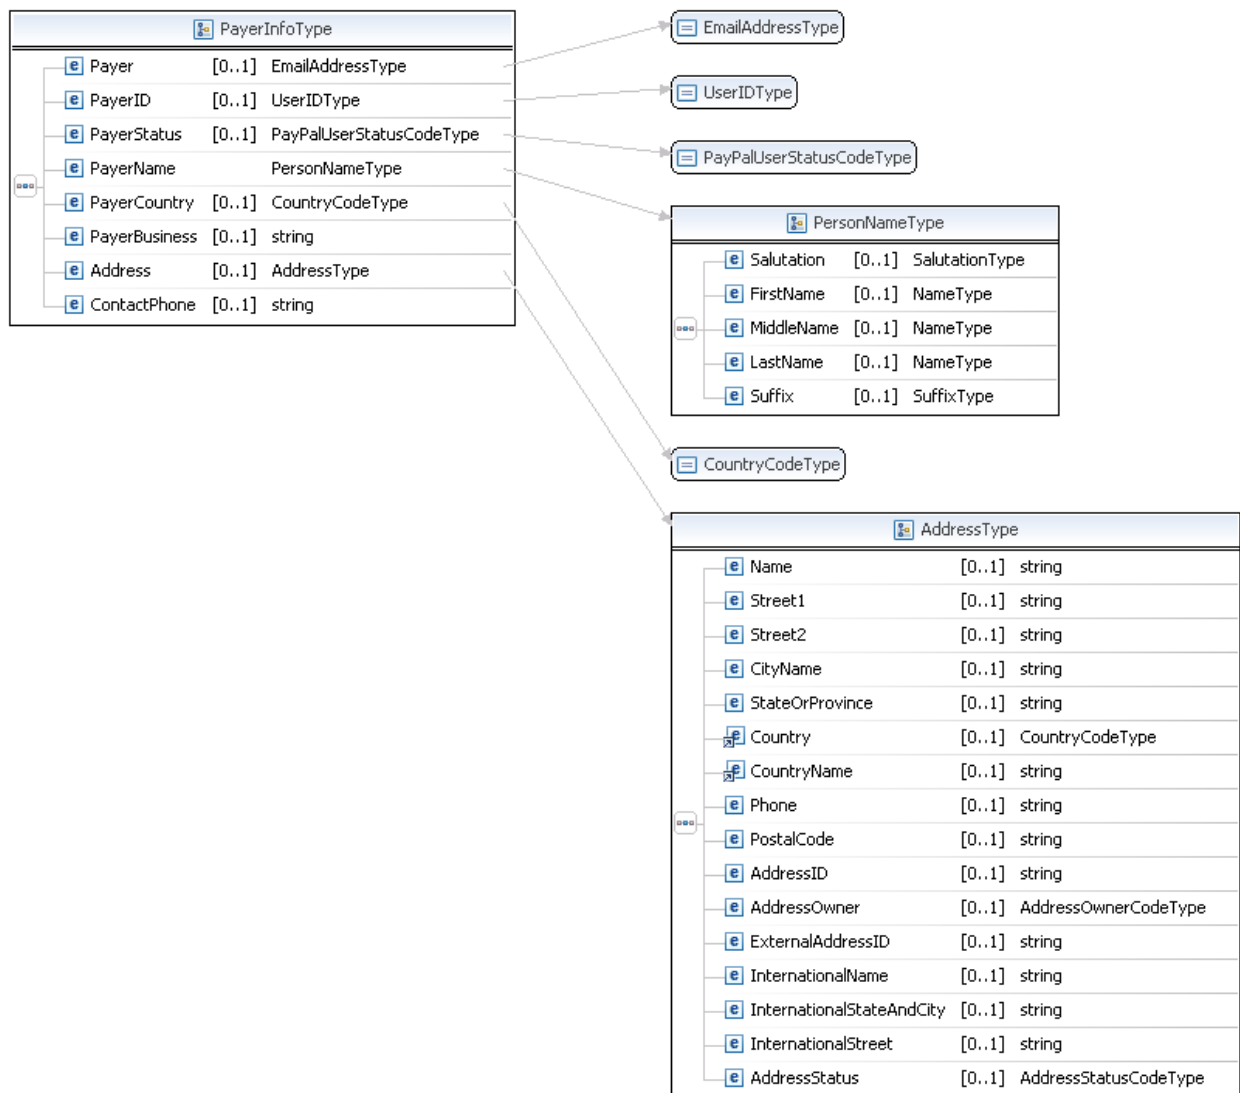 PayerInfoType
Payer [0..1] EmailAddressType
PayerID [0..1] UserIDType
PayerStatus [0..1] PayPalUserStatusCodeType
PayerName PersonNameType
PayerCountry [0..1] CountryCodeType
PayerBusiness [0..1] string
Address [0..1] AddressType
ContactPhone [0..1] string
EmailAddressType
UserIDType
PayPalUserStatusCodeType
PersonNameType
Salutation [0..1] SalutationType
FirstName [0..1] NameType
MiddleName [0..1] NameType
LastName [0..1] NameType
Suffix [0..1] SuffixType
CountryCodeType
AddressType
Name [0..1] string
Street1 [0..1] string
Street2 [0..1] string
CityName [0..1] string
StateOrProvince [0..1] string
Country [0..1] CountryCodeType
CountryName [0..1] string
Phone [0..1] string
PostalCode [0..1] string
AddressID [0..1] string
AddressOwner [0..1] AddressOwnerCodeType
ExternalAddressID [0..1] string
InternationalName [0..1] string
InternationalStateAndCity [0..1] string
InternationalStreet [0..1] string
AddressStatus [0..1] AddressStatusCodeType